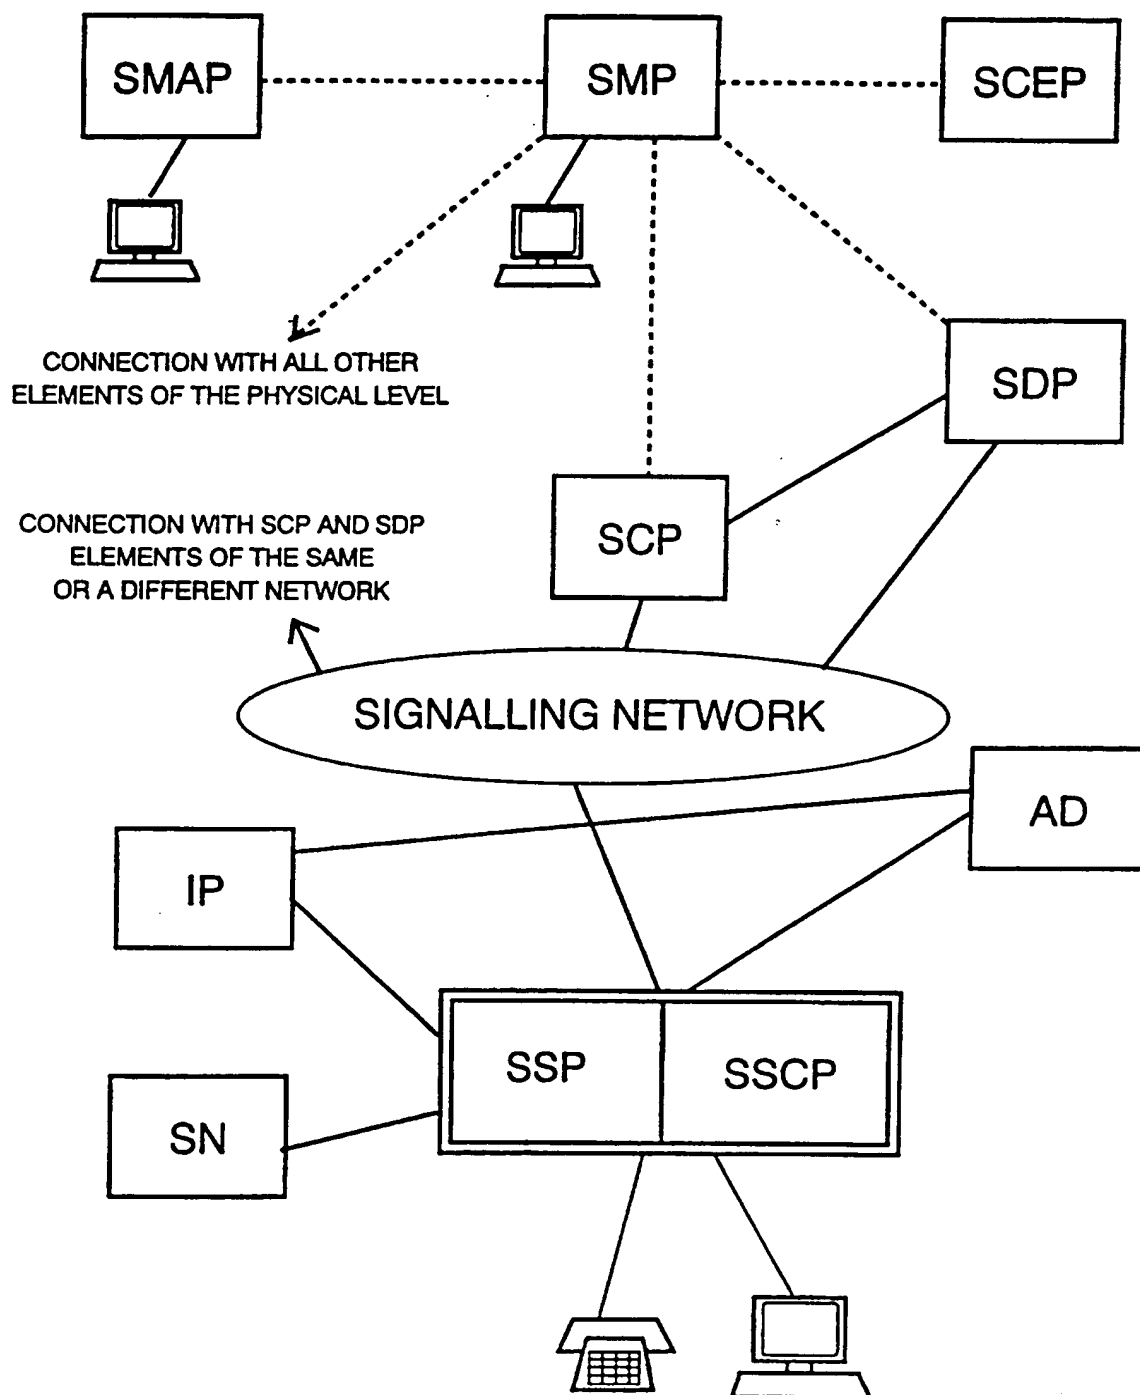 SMAP
SMP
SCEP
CONNECTION WITH ALL OTHER
ELEMENTS OF THE PHYSICAL LEVEL
SDP
CONNECTION WITH SCP AND SDP
ELEMENTS OF THE SAME
OR A DIFFERENT NETWORK
SCP
SIGNALLING NETWORK
AD
IP
SSP
SSCP
SN